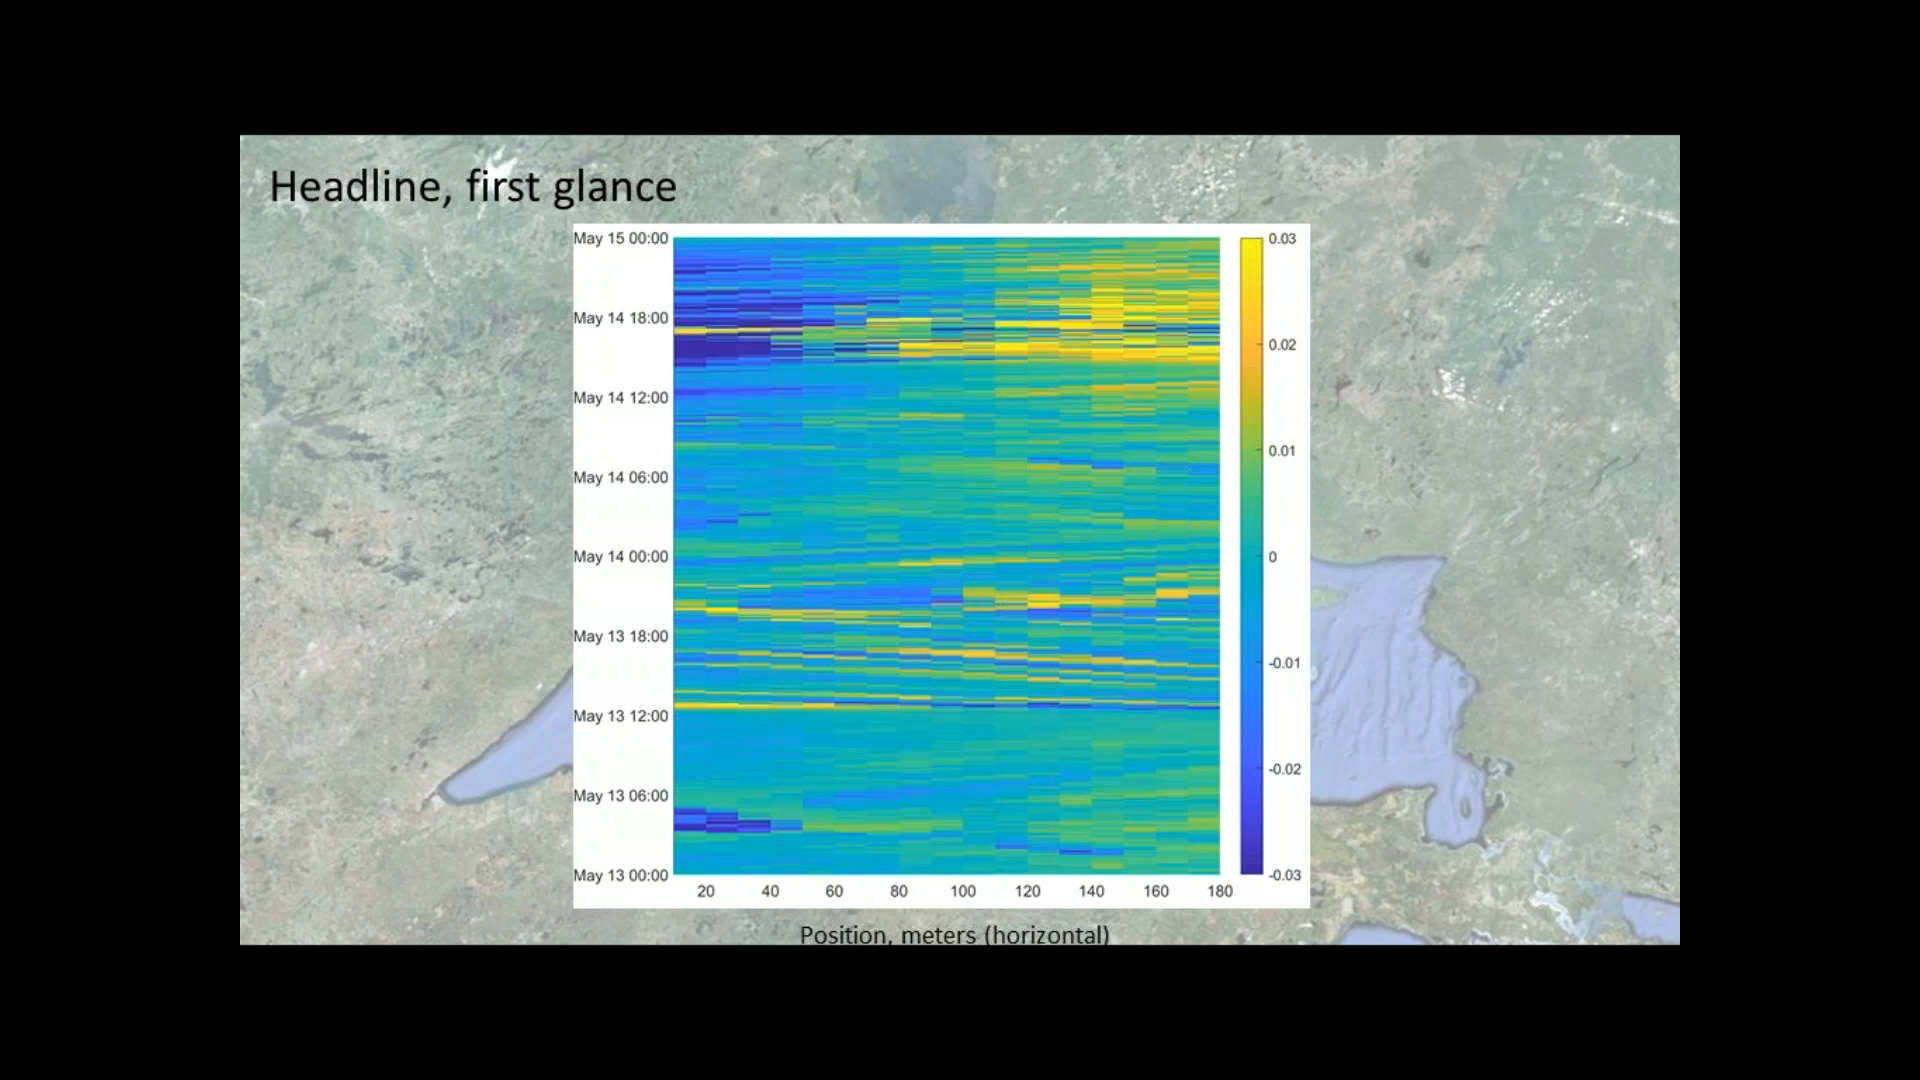 Headline, first glance
May 15 00:00
May 14 18:00
May 14 12:00
May 14 06:00
May 14 00:00
May 13 18:00
May 13 12:00
May 13 06:00
May 13 00:00
20 40 60 80 100 120 140 160 180
0.03
0.02
0.01
0
-0.01
-0.02
-0.03
Position, meters (horizontal)